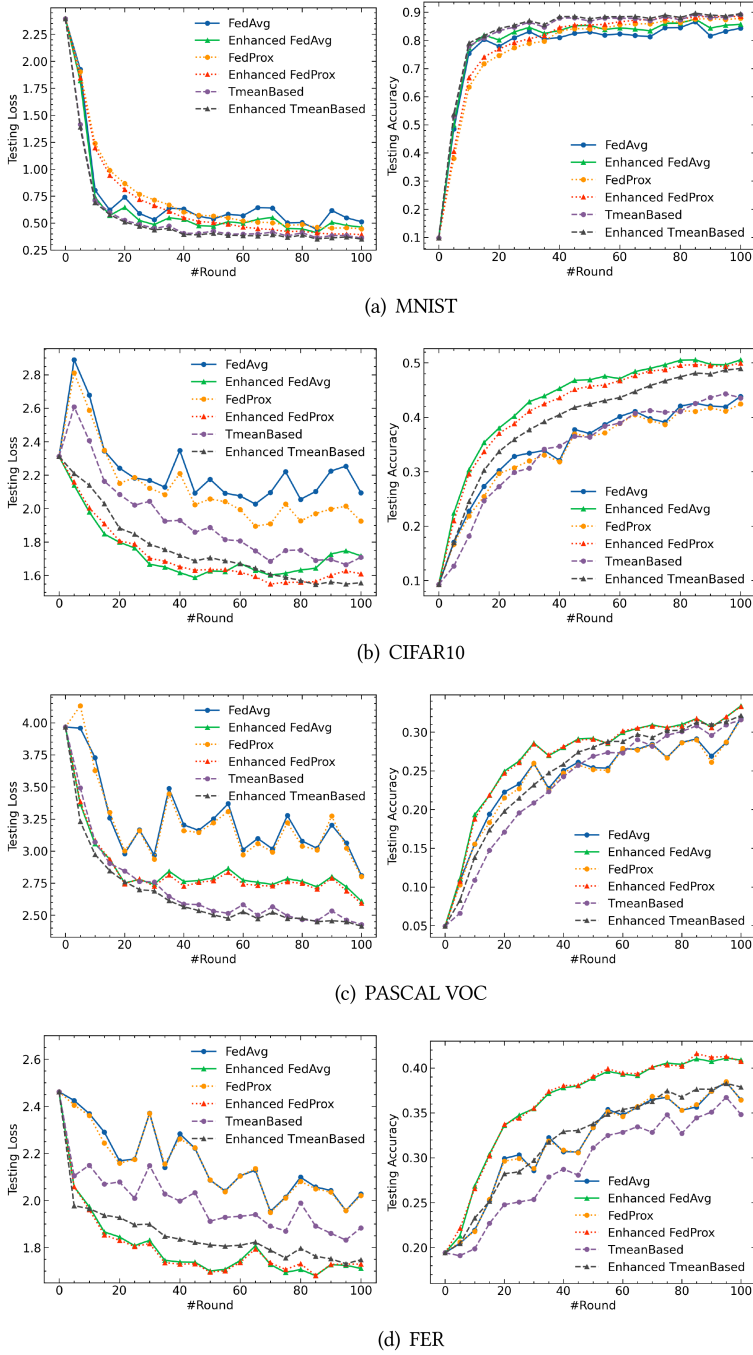 2.25
2.00
1.75
1.50
1.25
1.00
0.75
0.50
0.25
Testing Loss
FedAvg
Enhanced FedAvg
FedProx
Enhanced FedProx
TmeanBased
Enhanced TmeanBased
0 20 40 60 80 100
#Round
0.9
0.8
0.7
0.6
0.5
0.4
0.3
0.2
0.1
Testing Accuracy
FedAvg
Enhanced FedAvg
FedProx
Enhanced FedProx
TmeanBased
Enhanced TmeanBased
0 20 40 60 80 100
#Round
(a) MNIST
2.8
2.6
2.4
2.2
2.0
1.8
1.6
Testing Loss
FedAvg
Enhanced FedAvg
FedProx
Enhanced FedProx
TmeanBased
Enhanced TmeanBased
0 20 40 60 80 100
#Round
0.5
0.4
0.3
0.2
0.1
Testing Accuracy
FedAvg
Enhanced FedAvg
FedProx
Enhanced FedProx
TmeanBased
Enhanced TmeanBased
0 20 40 60 80 100
#Round
(b) CIFAR10
4.00
3.75
3.50
3.25
3.00
2.75
2.50
Testing Loss
FedAvg
Enhanced FedAvg
FedProx
Enhanced FedProx
TmeanBased
Enhanced TmeanBased
0 20 40 60 80 100
#Round
0.30
0.25
0.20
0.15
0.10
0.05
Testing Accuracy
FedAvg
Enhanced FedAvg
FedProx
Enhanced FedProx
TmeanBased
Enhanced TmeanBased
0 20 40 60 80 100
#Round
(c) PASCAL VOC
2.6
2.4
2.2
2.0
1.8
Testing Loss
FedAvg
Enhanced FedAvg
FedProx
Enhanced FedProx
TmeanBased
Enhanced TmeanBased
0 20 40 60 80 100
#Round
0.40
0.35
0.30
0.25
0.20
Testing Accuracy
FedAvg
Enhanced FedAvg
FedProx
Enhanced FedProx
TmeanBased
Enhanced TmeanBased
0 20 40 60 80 100
#Round
(d) FER